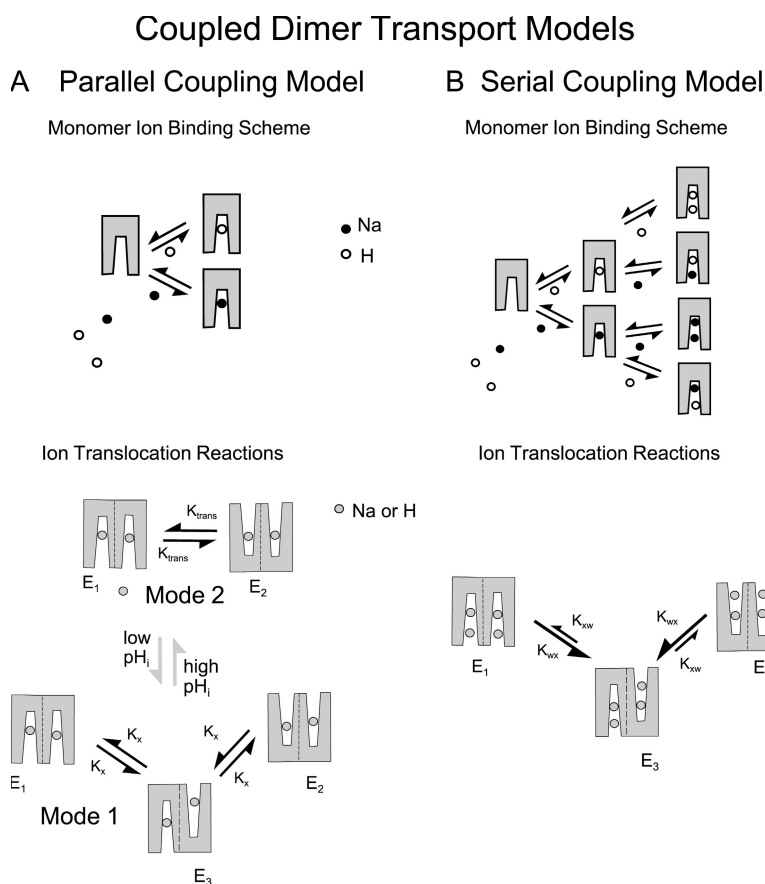 Coupled Dimer Transport Models
A Parallel Coupling Model
B Serial Coupling Model
Monomer Ion Binding Scheme
Monomer Ion Binding Scheme
Na
H
Ion Translocation Reactions
Ion Translocation Reactions
Ktrans
Ktrans
Na or H
E1
E2
Mode 2
low
pHi
high
pHi
Kxw
Kwx
Kwx
Kxw
E1
E
E3
Kx
Kx
Kx
Kx
E1
E2
Mode 1
E3